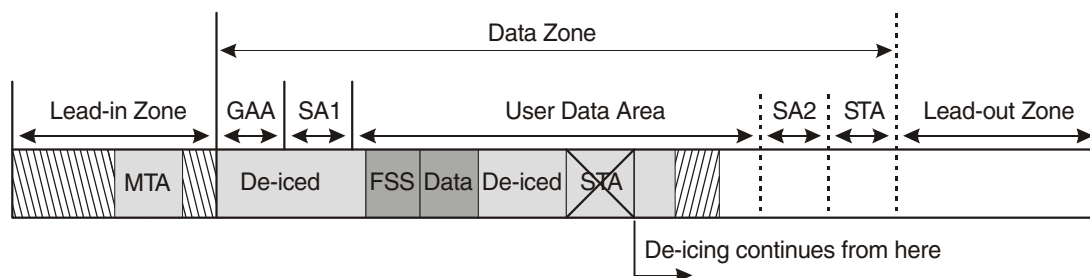 Data Zone
Lead-in Zone GAA SA1 User Data Area SA2 STA Lead-out Zone
MTA De-iced FSS Data De-iced STA
De-icing continues from here